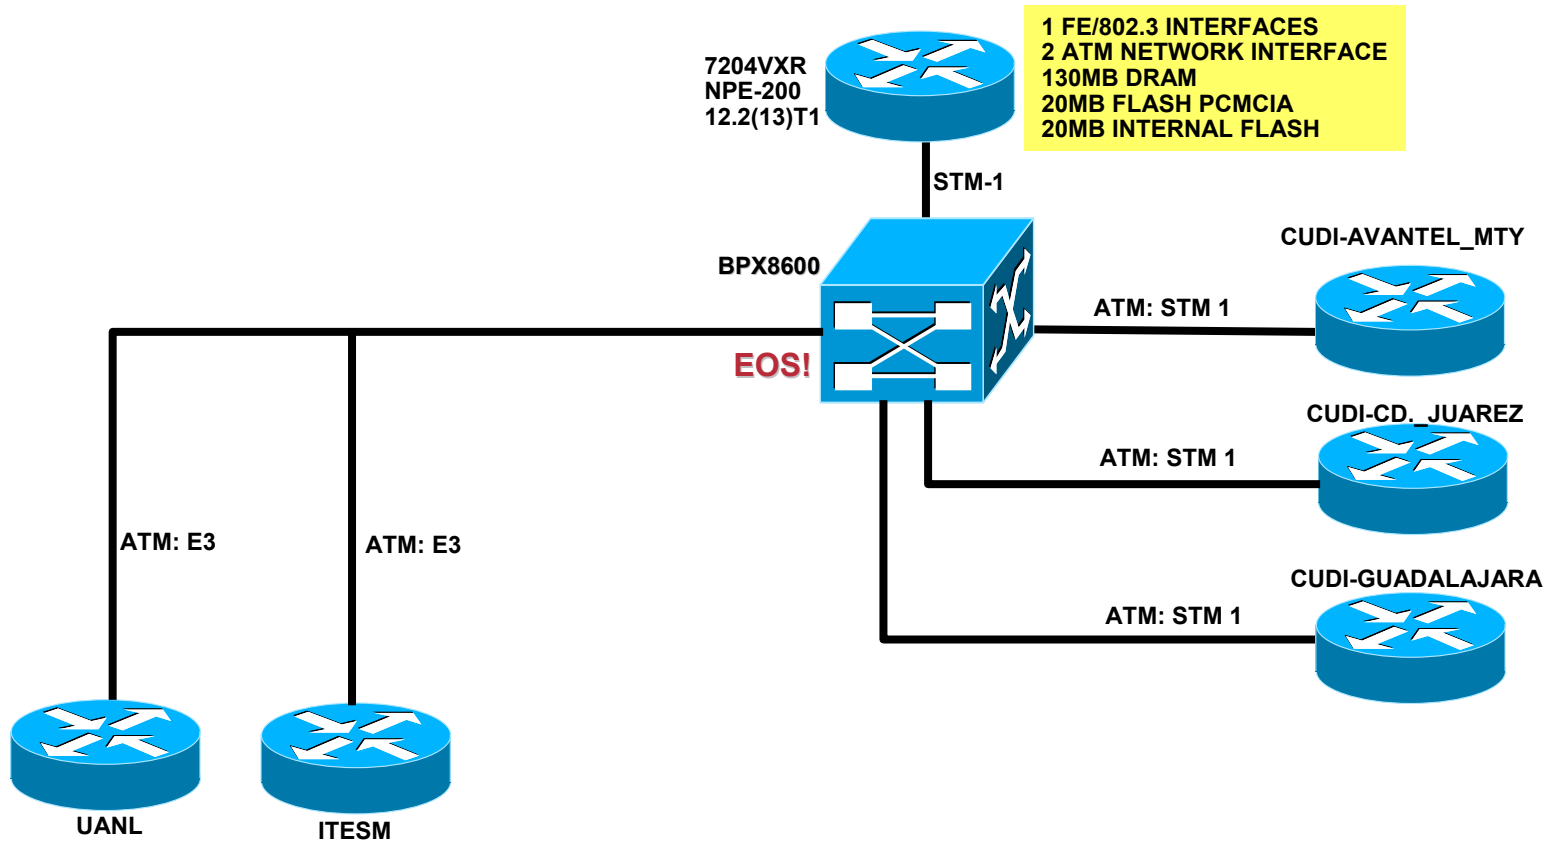 1 FE/802.3 INTERFACES
2 ATM NETWORK INTERFACE
130MB DRAM
20MB FLASH PCMCIA
20MB INTERNAL FLASH
7204VXR
NPE-200
12.2(13)T1
STM-1
CUDI-AVANTEL_MTY
BPX8600
ATM: STM 1
EOS!
CUDI-CD._JUAREZ
ATM: STM 1
ATM: E3
ATM: E3
CUDI-GUADALAJARA
ATM: STM 1
UANL
ITESM